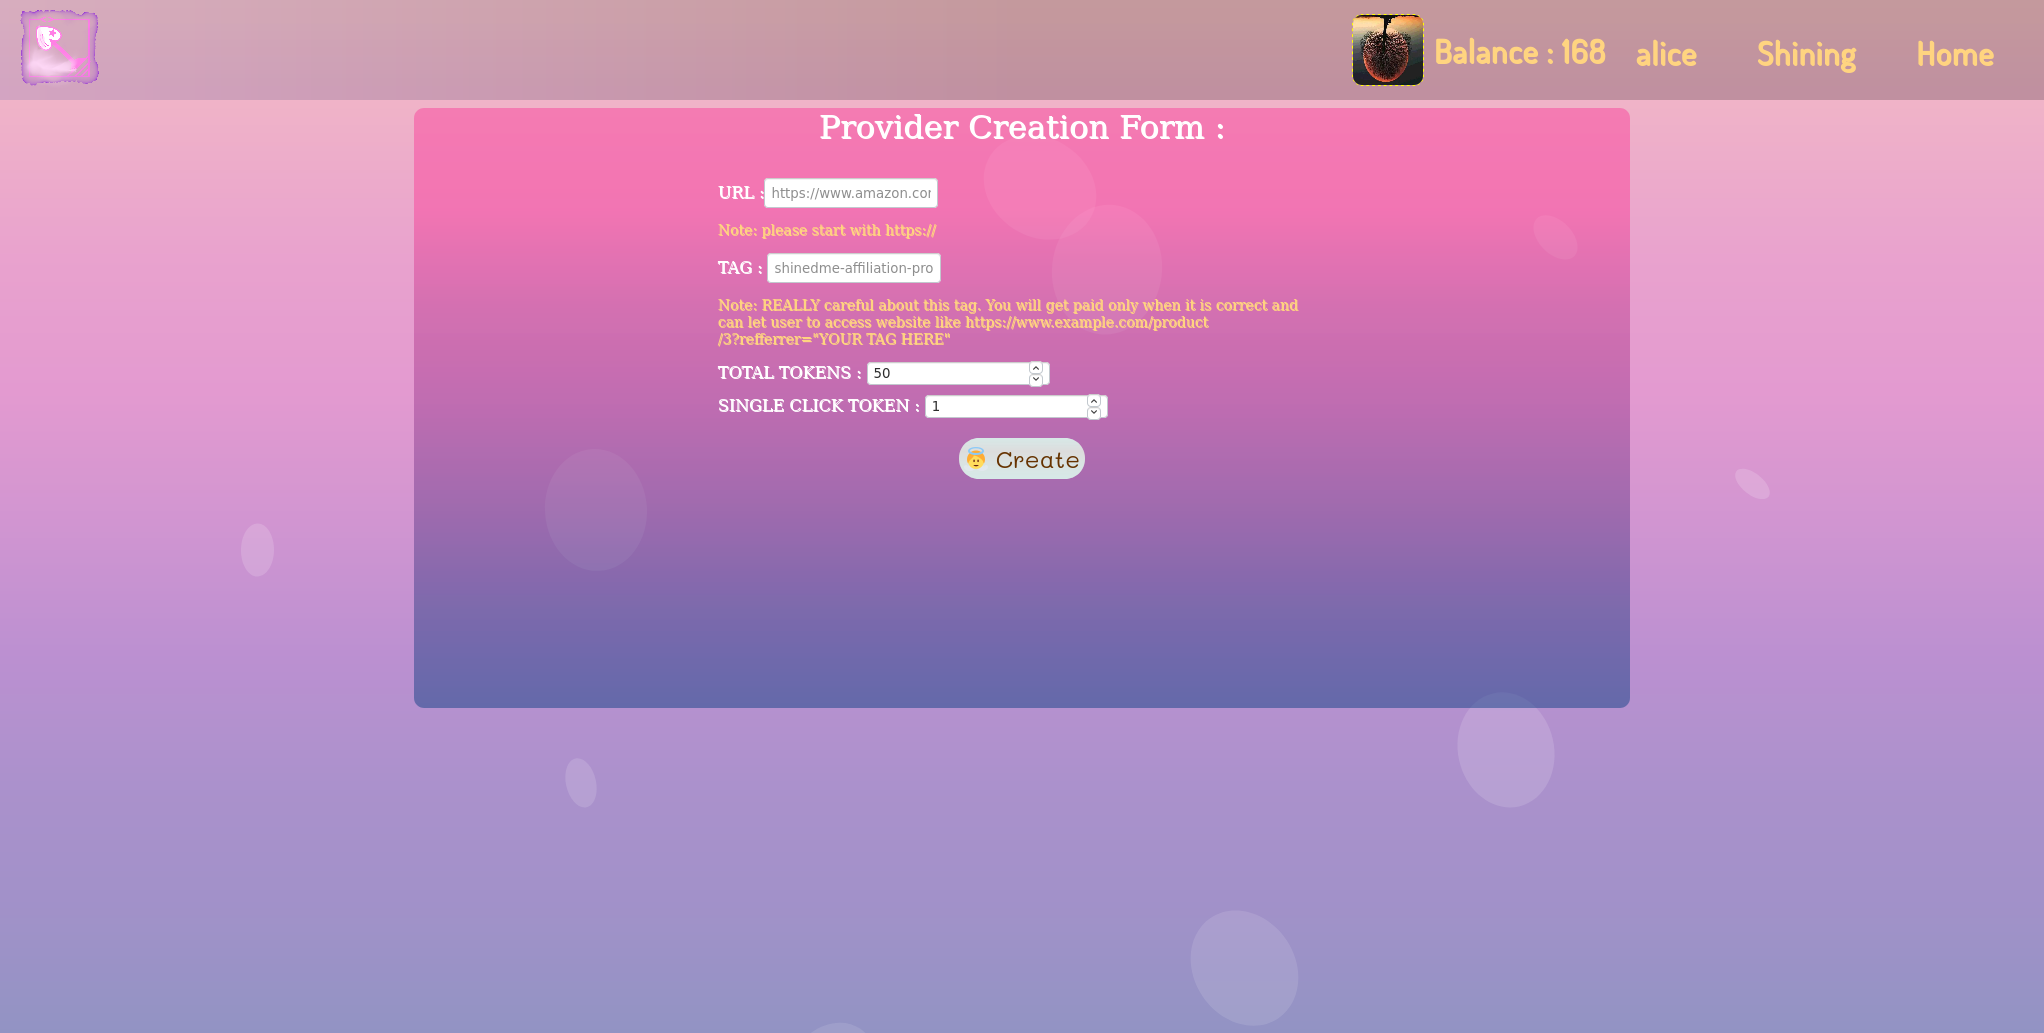 Balance : 168 alice Shining Home
Provider Creation Form :
URL : https://www.amazon.cor
Note: please start with https://
TAG : shinedme-affiliation-pro
Note: REALLY careful about this tag. You will get paid only when it is correct and
can let user to access website like https://www.example.com/product
/3?refferrer="YOUR TAG HERE"
TOTAL TOKENS : 50
SINGLE CLICK TOKEN : 1
😇 Create